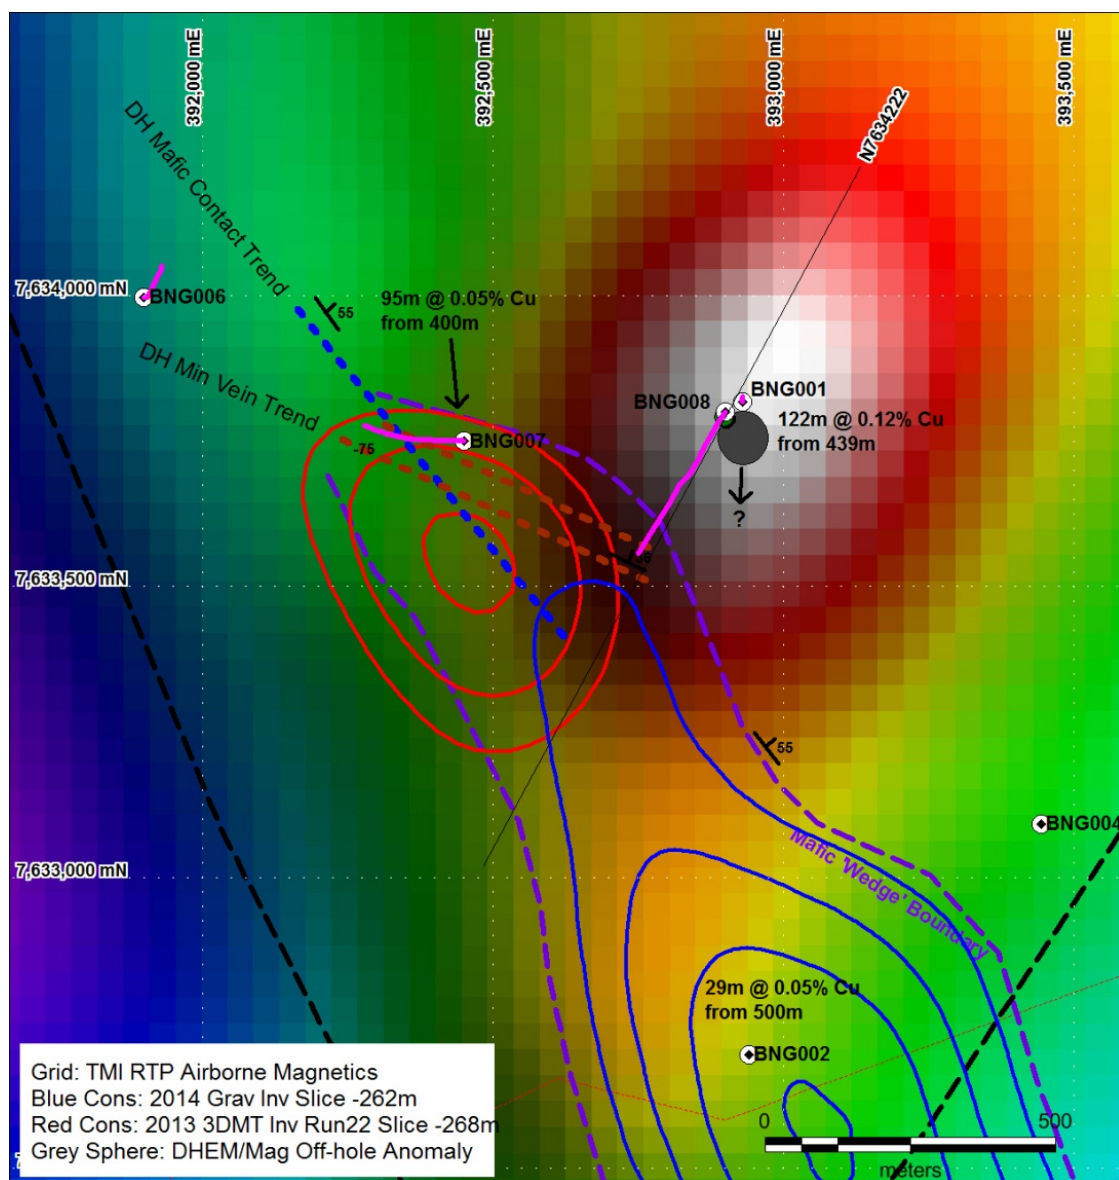 392,000 mE
392,500 mE
393,000 mE
393,500 mE
N7634222
DH Mafic Contact Trend
7,634,000 mN
BNG006
55
95m @ 0.05% Cu
from 400m
DH Min Vein Trend
BNG008
BNG001
122m @ 0.12% Cu
from 439m
-75
BNG007
?
7,633,500 mN
55
BNG004
Mafic 'Wedge' Boundary
7,633,000 mN
29m @ 0.05% Cu
from 500m
BNG002
Grid: TMI RTP Airborne Magnetics
Blue Cons: 2014 Grav Inv Slice -262m
Red Cons: 2013 3DMT Inv Run22 Slice -268m
Grey Sphere: DHEM/Mag Off-hole Anomaly
0
500
meters